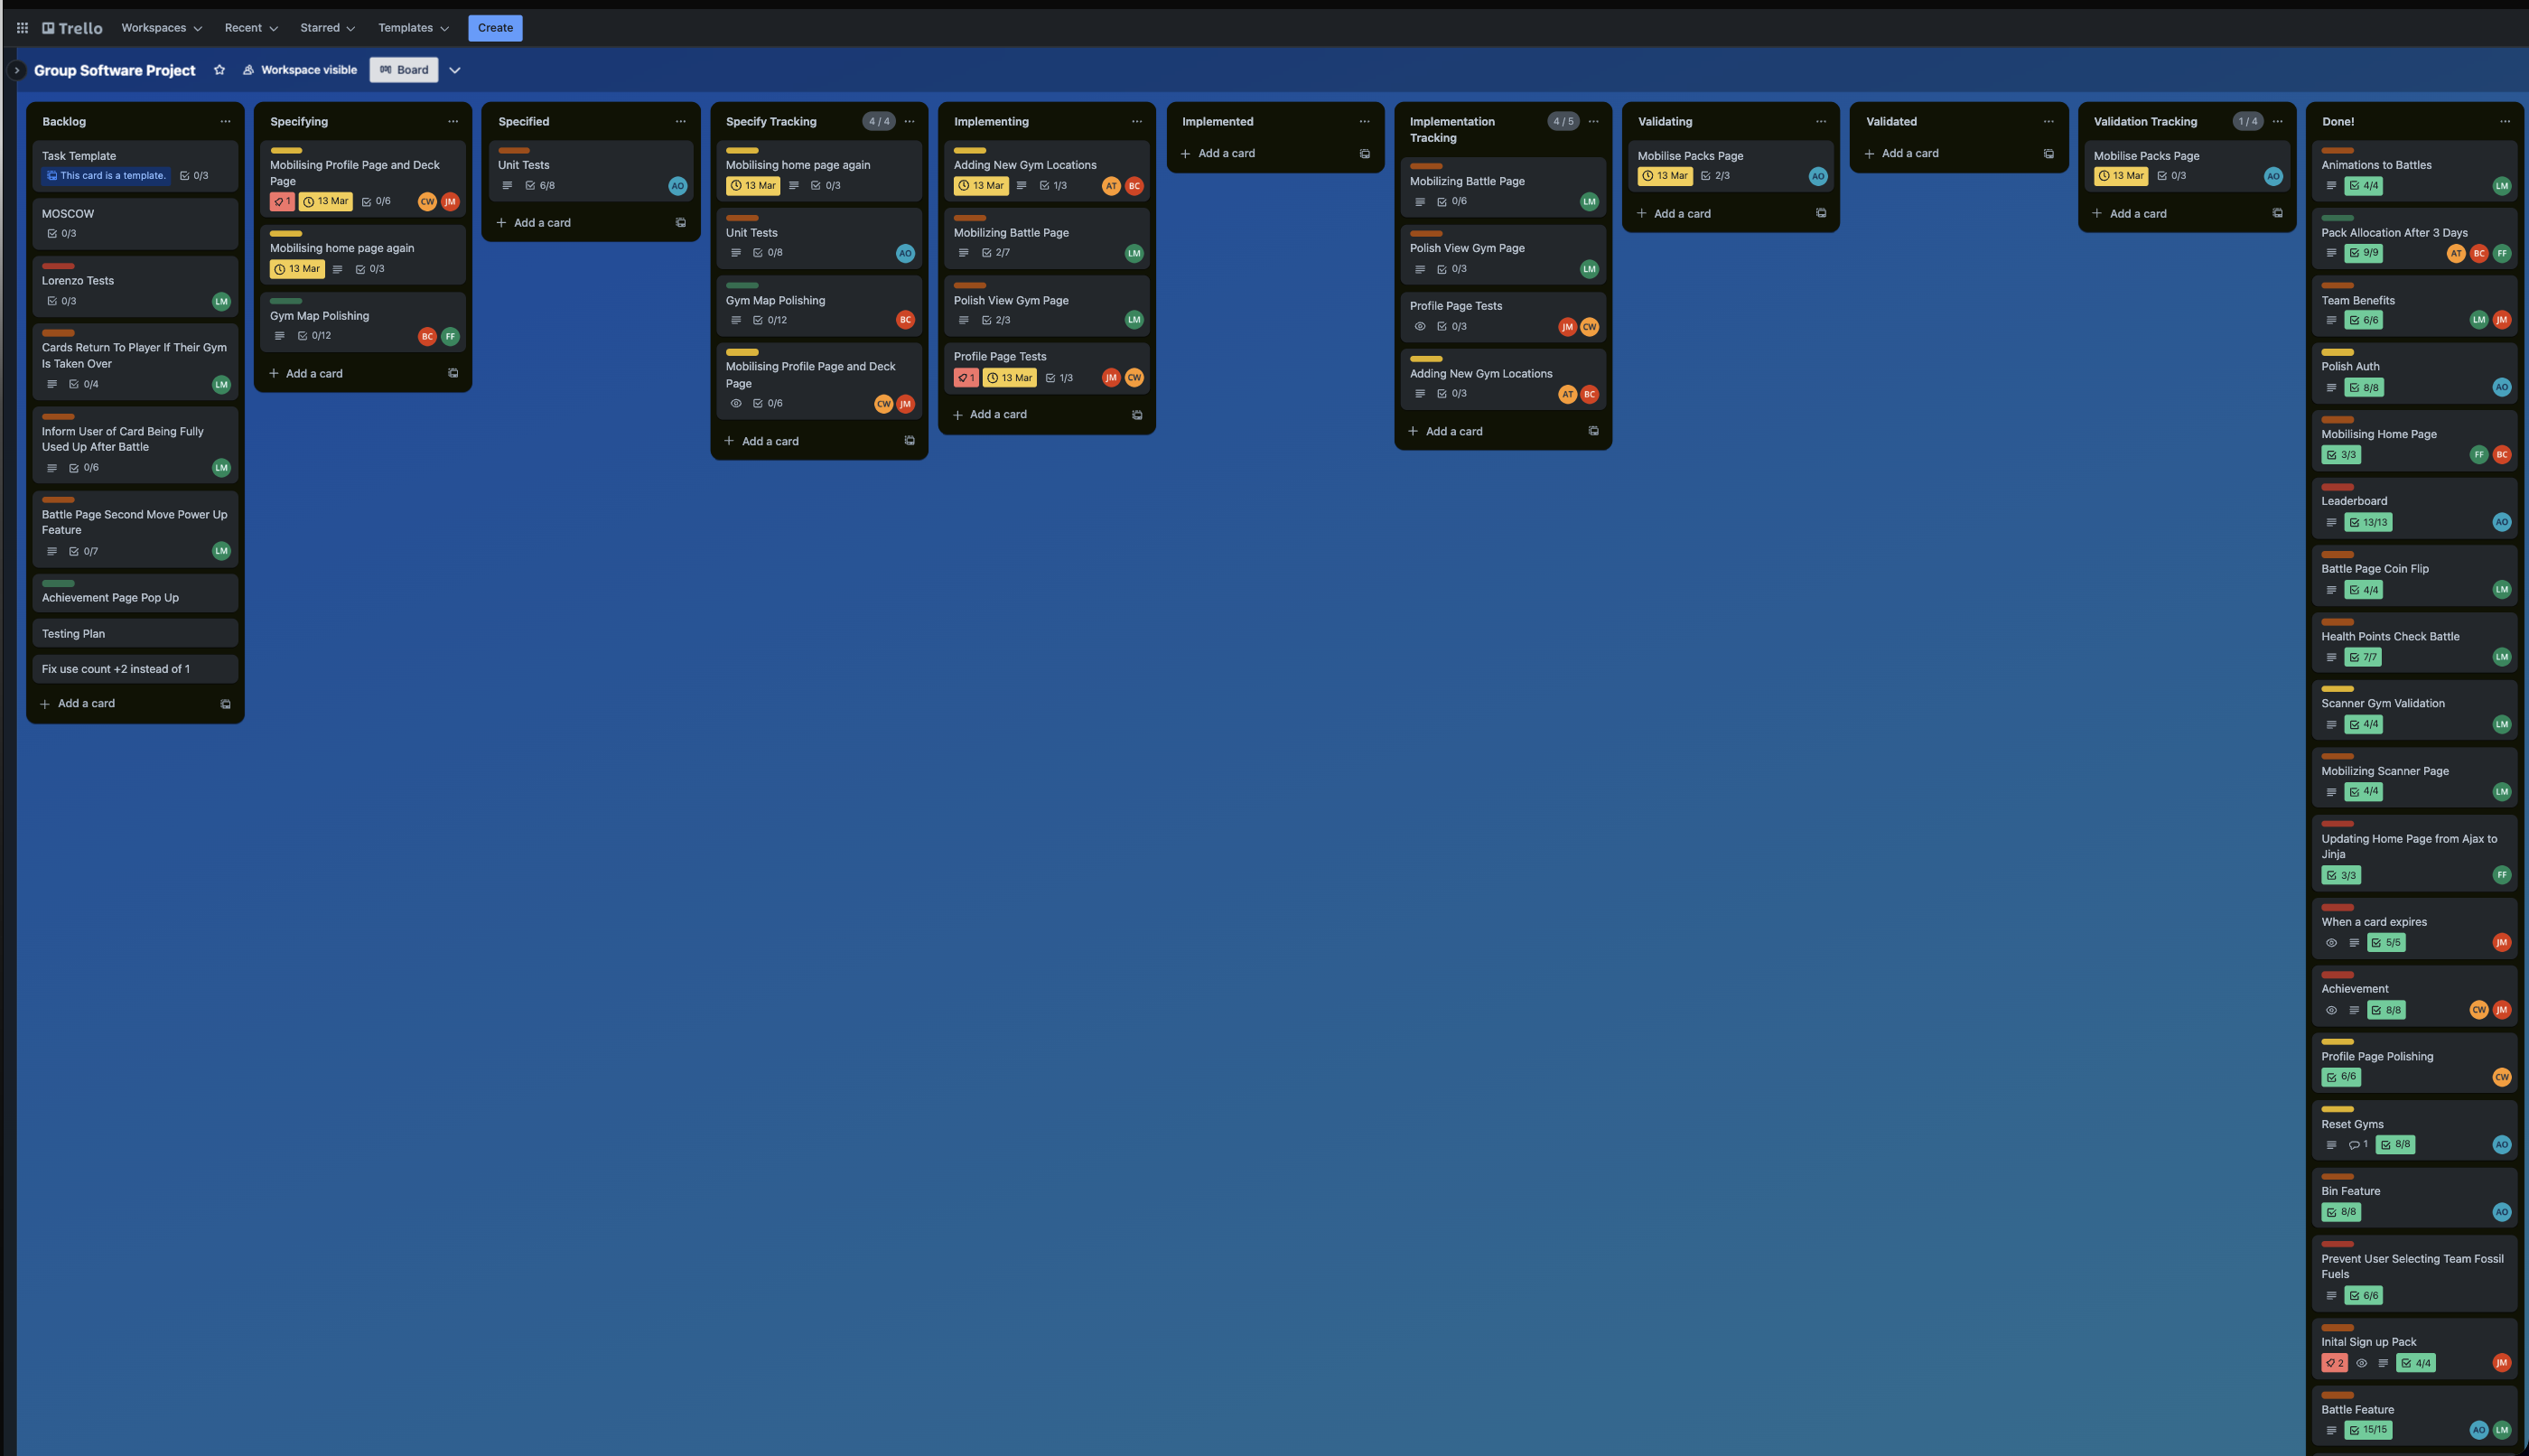 Trello
Workspaces
Recent
Starred
Templates
Create
Group Software Project
Workspace visible
Board
Backlog
Task Template
This card is a template.
0/3
MOSCOW
0/3
Lorenzo Tests
0/3
LM
Cards Return To Player If Their Gym
Is Taken Over
0/4
LM
Inform User of Card Being Fully
Used Up After Battle
0/6
LM
Battle Page Second Move Power Up
Feature
0/7
LM
Achievement Page Pop Up
Testing Plan
Fix use count +2 instead of 1
Add a card
Specifying
Mobilising Profile Page and Deck
Page
1
13 Mar
0/6
CW
JM
Mobilising home page again
13 Mar
0/3
Gym Map Polishing
0/12
BC
FF
Add a card
Specified
Unit Tests
6/8
AO
Add a card
Specify Tracking
4 / 4
Mobilising home page again
13 Mar
0/3
Unit Tests
0/8
AO
Gym Map Polishing
0/12
BC
Mobilising Profile Page and Deck
Page
0/6
CW
JM
Add a card
Implementing
Adding New Gym Locations
13 Mar
1/3
AT
BC
Mobilizing Battle Page
2/7
LM
Polish View Gym Page
2/3
LM
Profile Page Tests
1
13 Mar
1/3
JM
CW
Add a card
Implemented
Add a card
Implementation
Tracking
4 / 5
Mobilizing Battle Page
0/6
LM
Polish View Gym Page
0/3
LM
Profile Page Tests
0/3
JM
CW
Adding New Gym Locations
0/3
AT
BC
Add a card
Validating
Mobilise Packs Page
13 Mar
2/3
AO
Add a card
Validated
Add a card
Validation Tracking
1 / 4
Mobilise Packs Page
13 Mar
0/3
AO
Add a card
Done!
Animations to Battles
4/4
LM
Pack Allocation After 3 Days
9/9
AT
BC
FF
Team Benefits
6/6
LM
JM
Polish Auth
8/8
AO
Mobilising Home Page
3/3
FF
BC
Leaderboard
13/13
AO
Battle Page Coin Flip
4/4
LM
Health Points Check Battle
7/7
LM
Scanner Gym Validation
4/4
LM
Mobilizing Scanner Page
4/4
LM
Updating Home Page from Ajax to
Jinja
3/3
FF
When a card expires
5/5
JM
Achievement
8/8
CW
JM
Profile Page Polishing
6/6
CW
Reset Gyms
1
8/8
AO
Bin Feature
8/8
AO
Prevent User Selecting Team Fossil
Fuels
6/6
Inital Sign up Pack
2
4/4
JM
Battle Feature
15/15
AO
LM